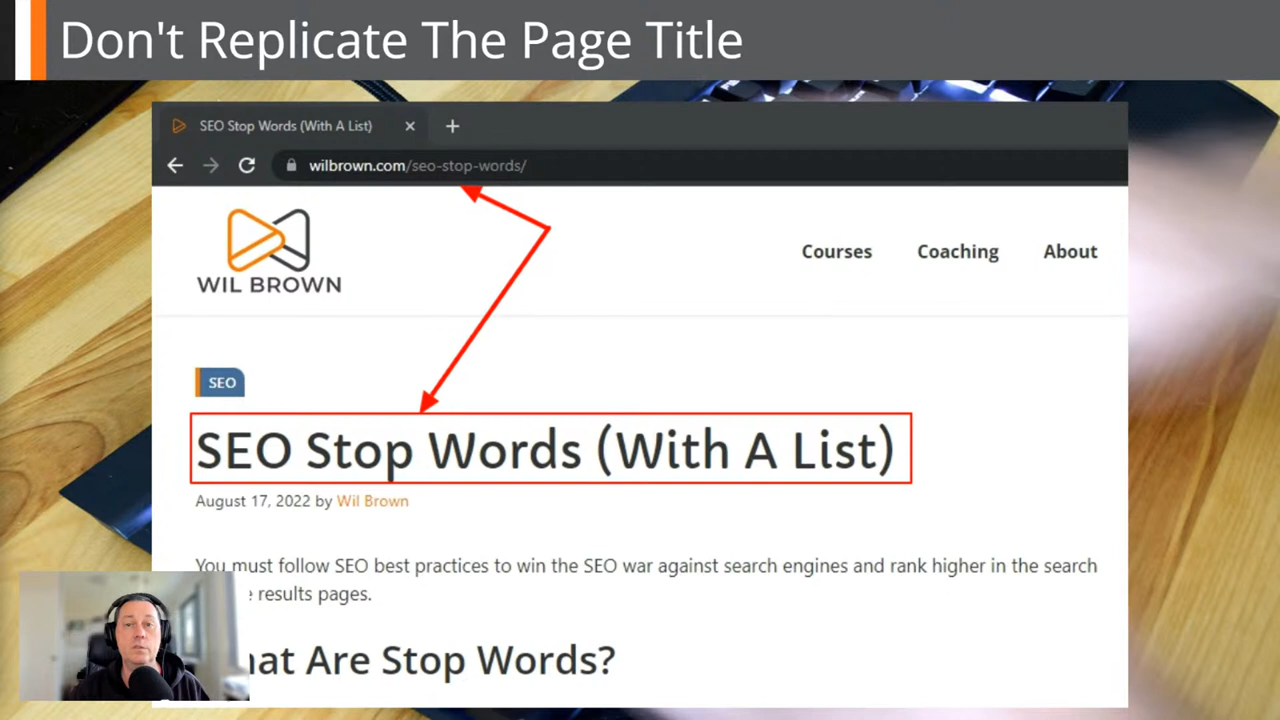 Don't Replicate The Page Title
SEO Stop Words (With A List)
wilbrown.com/seo-stop-words/
WIL BROWN
Courses Coaching About
SEO
SEO Stop Words (With A List)
August 17, 2022 by Wil Brown
You must follow SEO best practices to win the SEO war against search engines and rank higher in the search
results pages.
Are Stop Words?